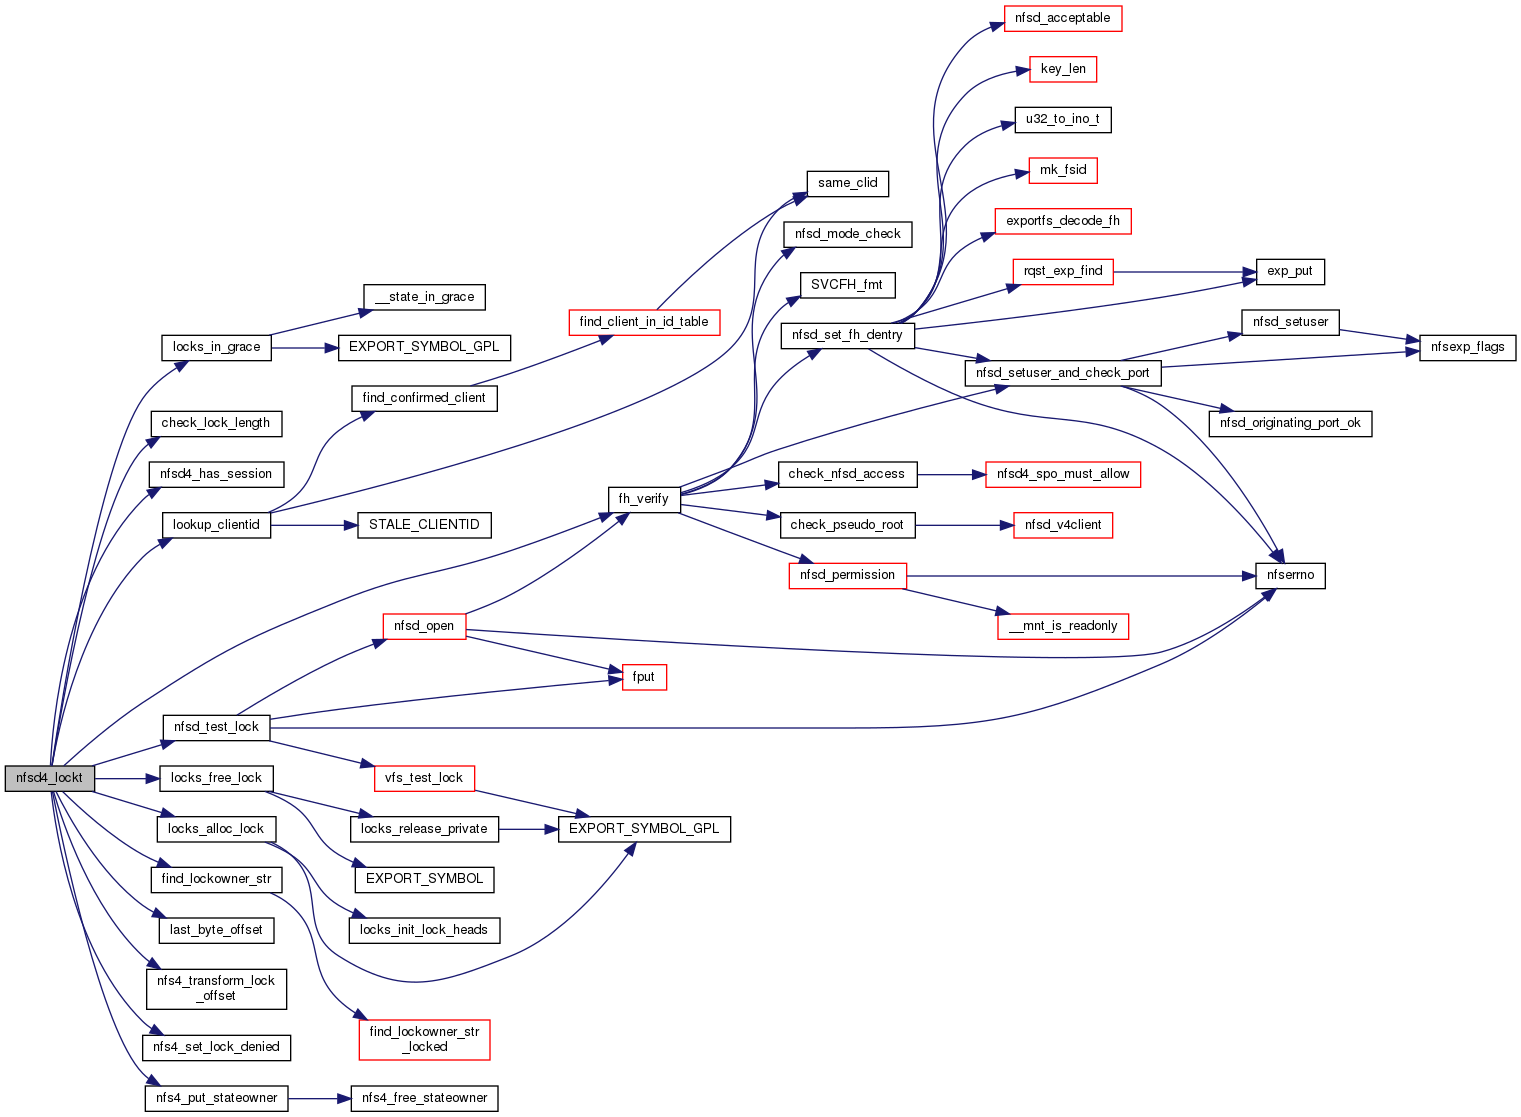 nfsd_acceptable
key_len
u32_to_ino_t
mk_fsid
same_clid
exportfs_decode_fh
nfsd_mode_check
rqst_exp_find
exp_put
SVCFH_fmt
__state_in_grace
find_client_in_id_table
nfsd_setuser
nfsd_set_fh_dentry
locks_in_grace
EXPORT_SYMBOL_GPL
nfsexp_flags
nfsd_setuser_and_check_port
find_confirmed_client
check_lock_length
nfsd_originating_port_ok
nfsd4_has_session
check_nfsd_access
nfsd4_spo_must_allow
fh_verify
lookup_clientid
STALE_CLIENTID
check_pseudo_root
nfsd_v4client
nfsd_permission
nfserrno
nfsd_open
__mnt_is_readonly
fput
nfsd_test_lock
nfsd4_lockt
locks_free_lock
vfs_test_lock
locks_alloc_lock
locks_release_private
EXPORT_SYMBOL_GPL
find_lockowner_str
EXPORT_SYMBOL
last_byte_offset
locks_init_lock_heads
nfs4_transform_lock
_offset
find_lockowner_str
_locked
nfs4_set_lock_denied
nfs4_put_stateowner
nfs4_free_stateowner